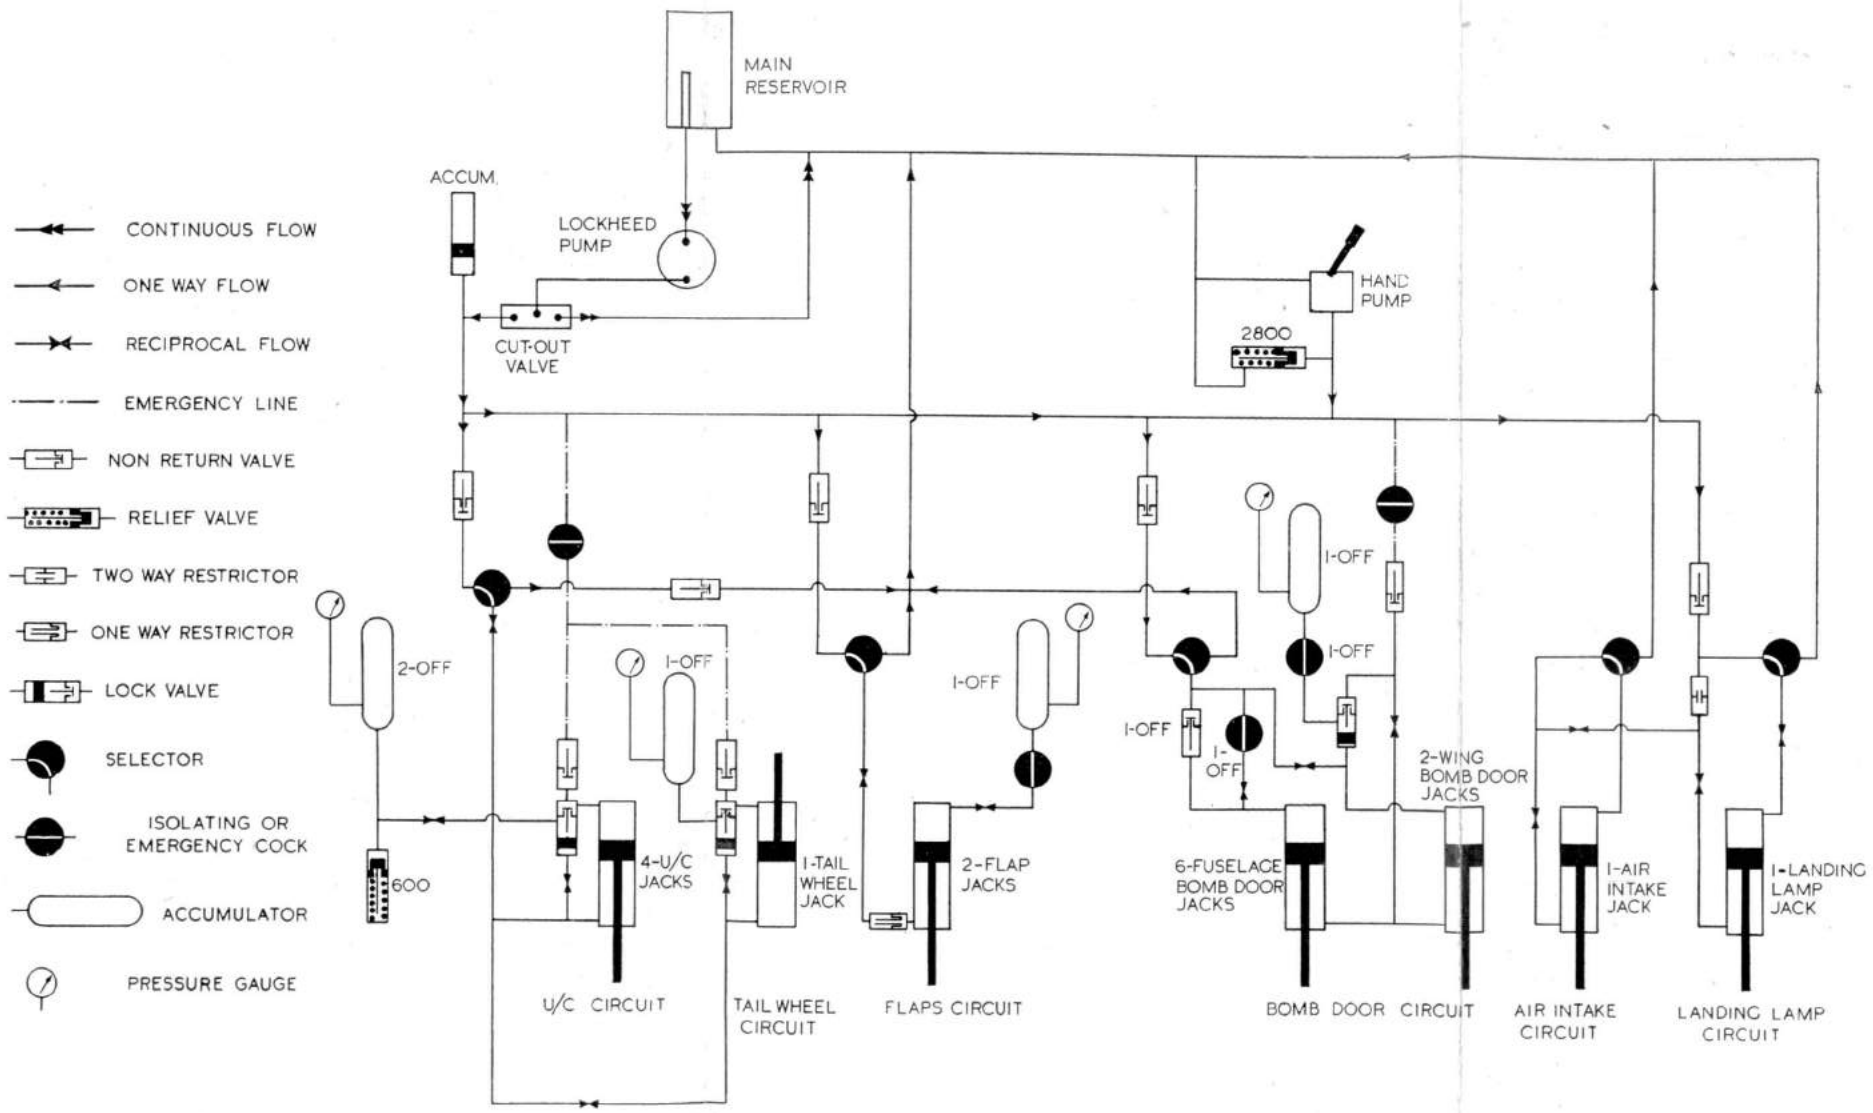 MAIN
RESERVOIR
ACCUM.
LOCKHEED
PUMP
CUT-OUT
VALVE
HAND
PUMP
2800
CONTINUOUS FLOW
ONE WAY FLOW
RECIPROCAL FLOW
EMERGENCY LINE
NON RETURN VALVE
RELIEF VALVE
TWO WAY RESTRICTOR
ONE WAY RESTRICTOR
LOCK VALVE
SELECTOR
ISOLATING OR
EMERGENCY COCK
ACCUMULATOR
PRESSURE GAUGE
2-OFF
600
1-OFF
4-U/C
JACKS
1-TAIL
WHEEL
JACK
1-OFF
2-FLAP
JACKS
1-OFF
1-
OFF
1-OFF
1-OFF
6-FUSELAGE
BOMB DOOR
JACKS
2-WING
BOMB DOOR
JACKS
1-AIR
INTAKE
JACK
1-LANDING
LAMP
JACK
U/C CIRCUIT
TAIL WHEEL
CIRCUIT
FLAPS CIRCUIT
BOMB DOOR CIRCUIT
AIR INTAKE
CIRCUIT
LANDING LAMP
CIRCUIT